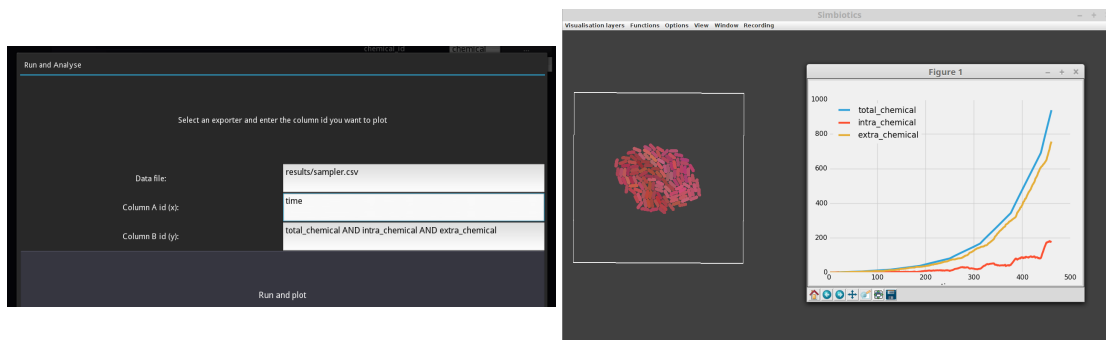 chemical_id chemical
Run and Analyse
Select an exporter and enter the column id you want to plot
Data file:
results/sampler.csv
Column A id (x):
time
Column B id (y):
total_chemical AND intra_chemical AND extra_chemical
Run and plot
Simbiotics
Visualisation layers Functions Options View Window Recording
Figure 1
1000
800
600
400
200
0
total_chemical
intra_chemical
extra_chemical
0 100 200 300 400 500